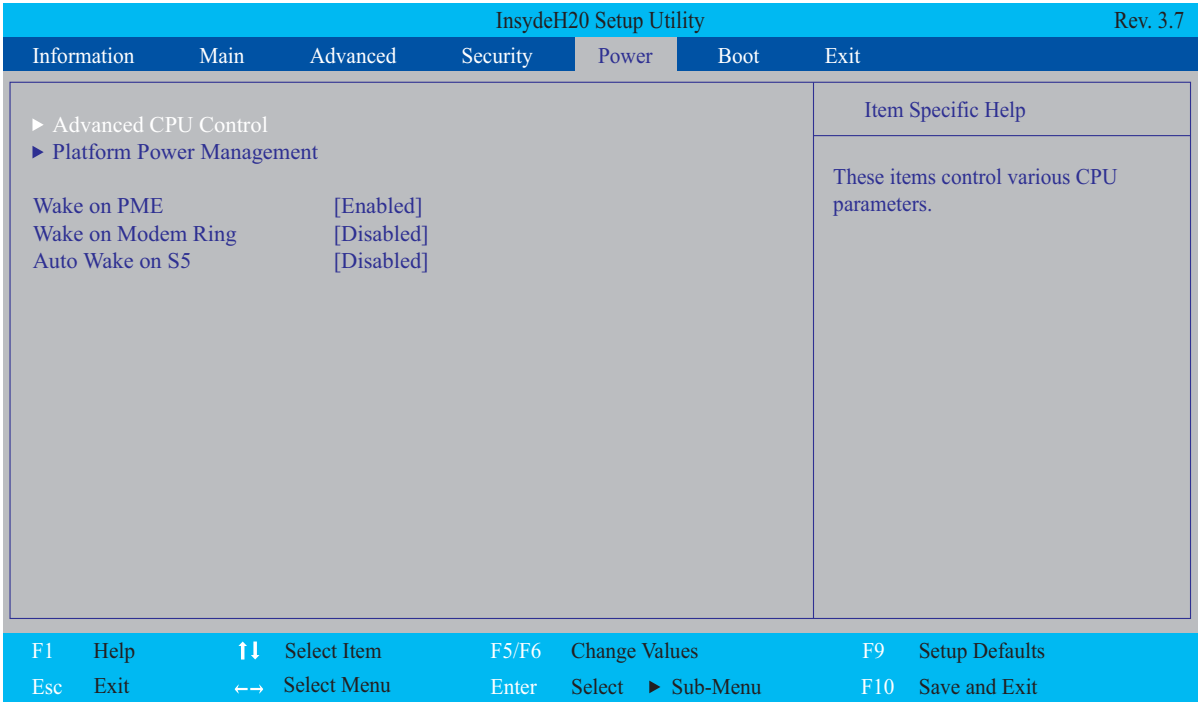 InsydeH20 Setup Utility Rev. 3.7
Information Main Advanced Security Power Boot Exit
▶ Advanced CPU Control
▶ Platform Power Management
Wake on PME [Enabled]
Wake on Modem Ring [Disabled]
Auto Wake on S5 [Disabled]
Item Specific Help
These items control various CPU
parameters.
F1 Help ↑↓ Select Item F5/F6 Change Values F9 Setup Defaults
Esc Exit ←→ Select Menu Enter Select ▶ Sub-Menu F10 Save and Exit